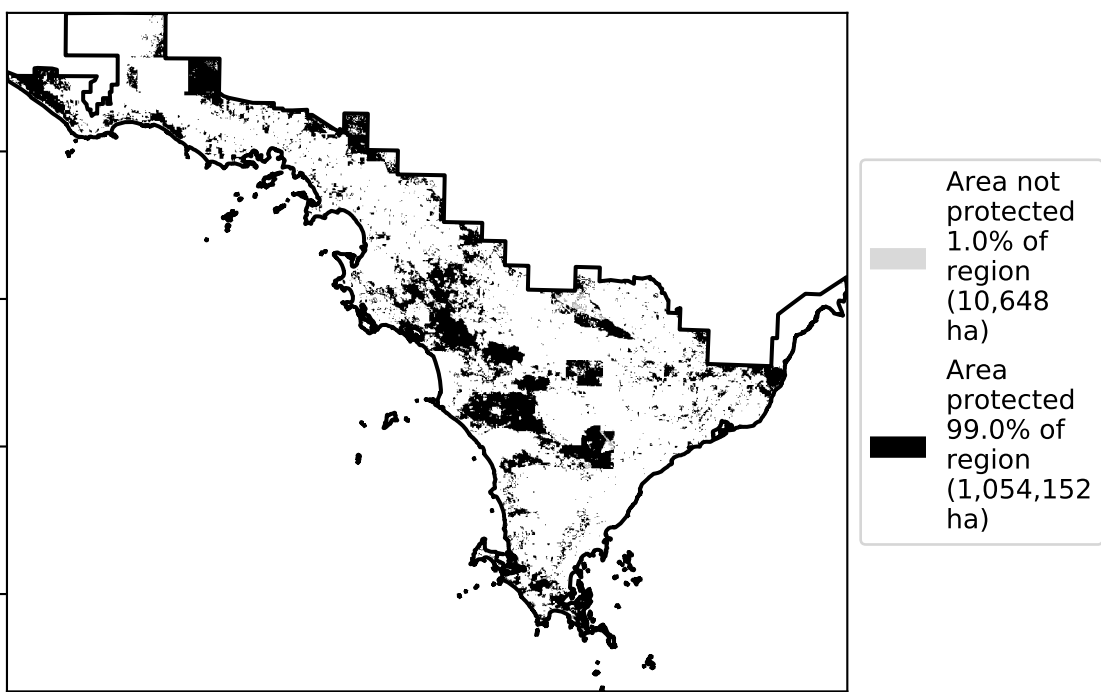 Area not
protected
1.0% of
region
(10,648
ha)
Area
protected
99.0% of
region
(1,054,152
ha)